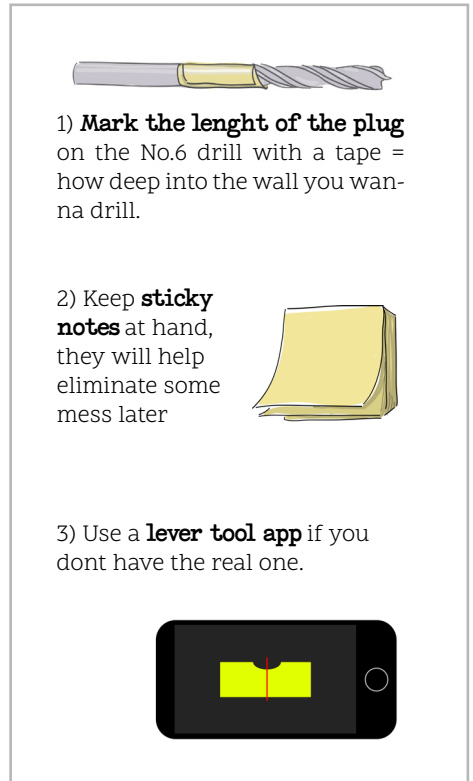 1) Mark the lenght of the plug
on the No.6 drill with a tape =
how deep into the wall you wan-
na drill.
2) Keep sticky
notes at hand,
they will help
eliminate some
mess later
3) Use a lever tool app if you
dont have the real one.